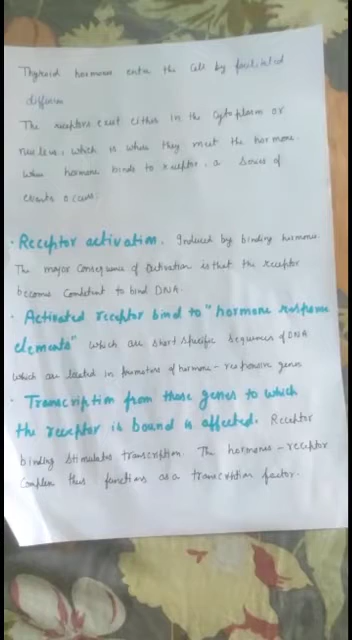 Thyroid hormone enter the cell by facilitated
diffusion
The receptors exist either in the cytoplasm or
nucleus, which is where they meet the hormone.
When hormone binds to receptor, a series of
events occurs:
· Receptor activation. Induced by binding hormone.
The major consequence of activation is that the receptor
becomes competent to bind DNA.
· Activated receptor bind to "hormone response
elements" which are short specific sequences of DNA
which are located in promoters of hormone-responsive genes
· Transcription from those genes to which
the receptor is bound is affected. Receptor
binding stimulates transcription. The hormone-receptor
complex thus functions as a transcription factor.